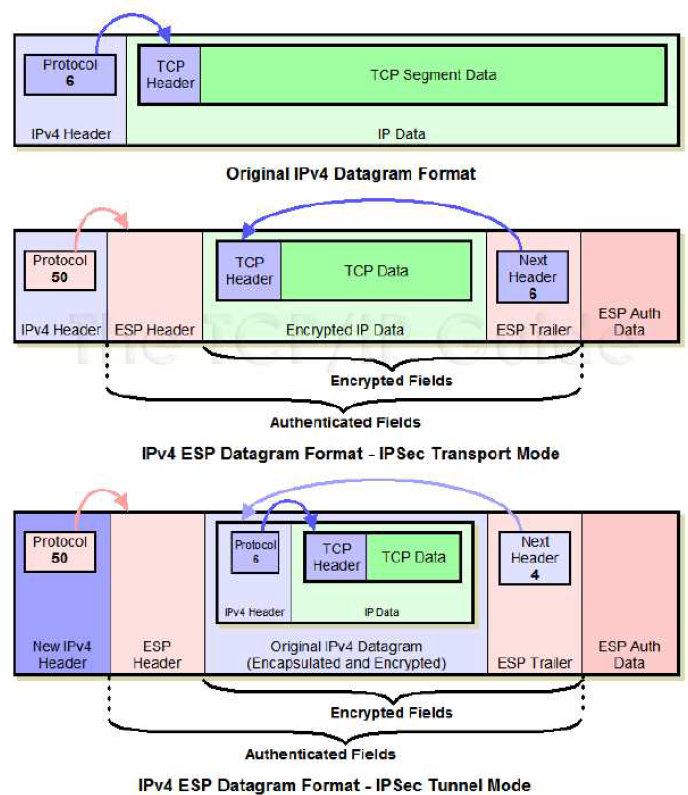 Protocol
6
TCP
Header
TCP Segment Data
IPv4 Header
IP Data
Original IPv4 Datagram Format
Protocol
50
TCP
Header
TCP Data
Next
Header
6
IPv4 Header
ESP Header
Encrypted IP Data
ESP Trailer
ESP Auth
Data
The TCP/IP Guide
Encrypted Fields
Authenticated Fields
IPv4 ESP Datagram Format - IPSec Transport Mode
Protocol
50
Protocol
6
TCP
Header
TCP Data
Next
Header
4
IPv4 Header
IP Data
New IPv4
Header
ESP
Header
Original IPv4 Datagram
(Encapsulated and Encrypted)
ESP Trailer
ESP Auth
Data
Encrypted Fields
Authenticated Fields
IPv4 ESP Datagram Format - IPSec Tunnel Mode